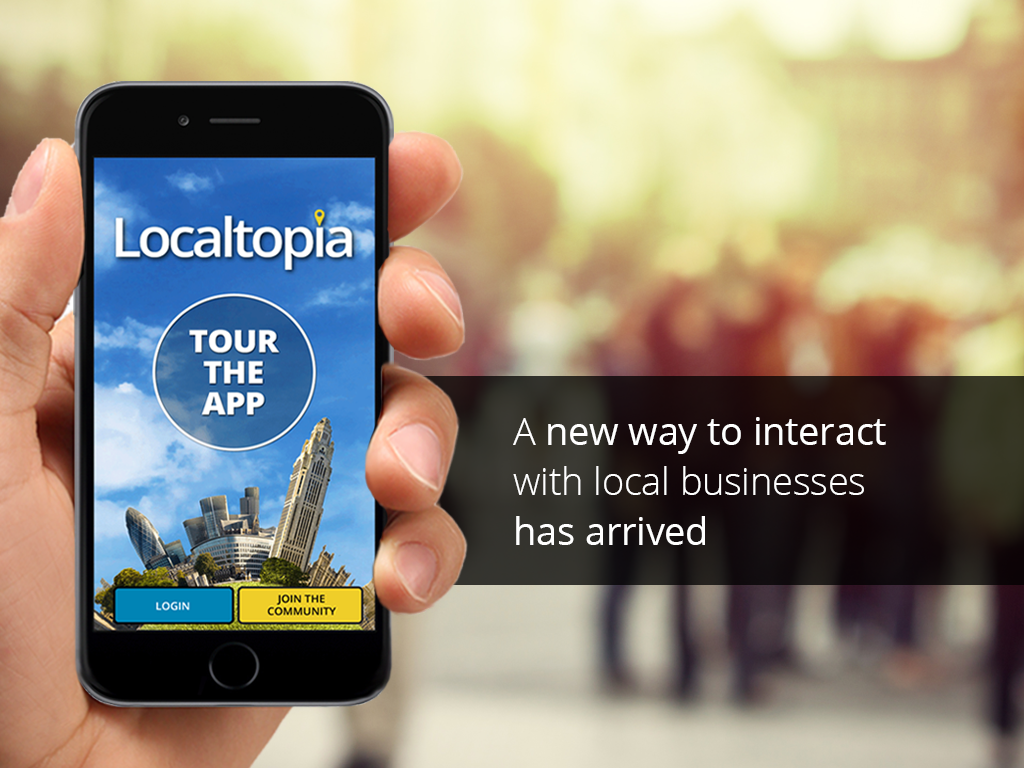 Localtopia
TOUR
THE
APP
LOGIN
JOIN THE
COMMUNITY
A new way to interact
with local businesses
has arrived